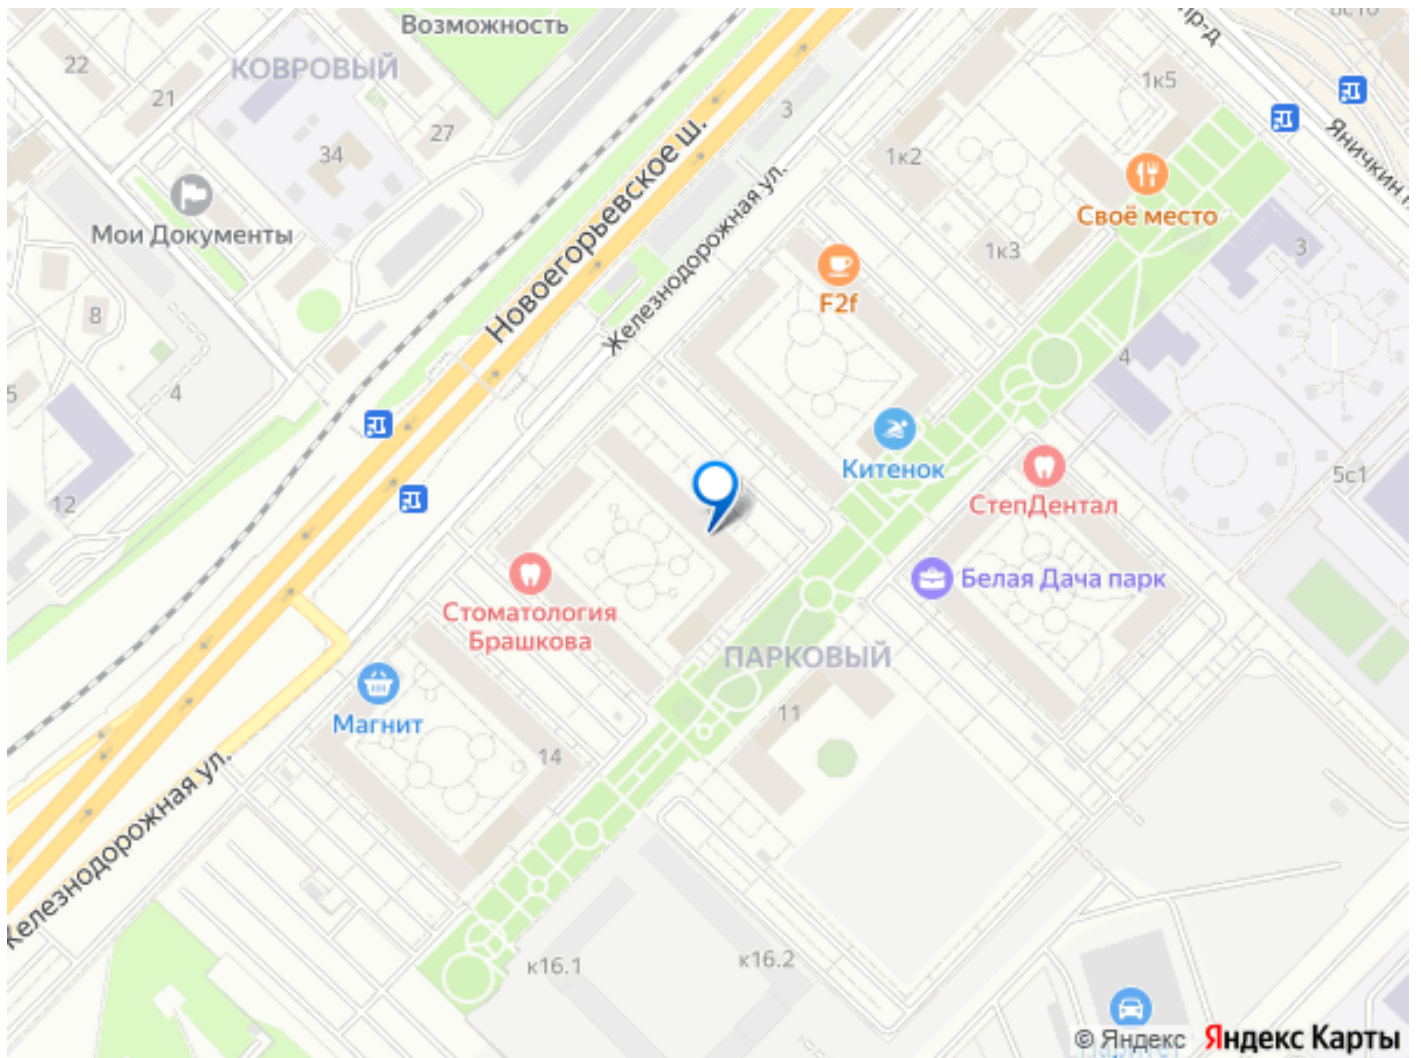 Возможность
22
КОВРОВЫЙ
21
27
34
Мои Документы
8
4
5
12
Новоегорьевское ш.
Железнодорожная ул.
3
пр-д
1к5
1к2
Своё место
1к3
Яничкин п
3
F2f
4
Китенок
СтепДентал
5с1
Белая Дача парк
Стоматология
Брашкова
ПАРКОВЫЙ
Магнит
11
14
Железнодорожная ул.
к16.1
к16.2
© Яндекс
Яндекс Карты